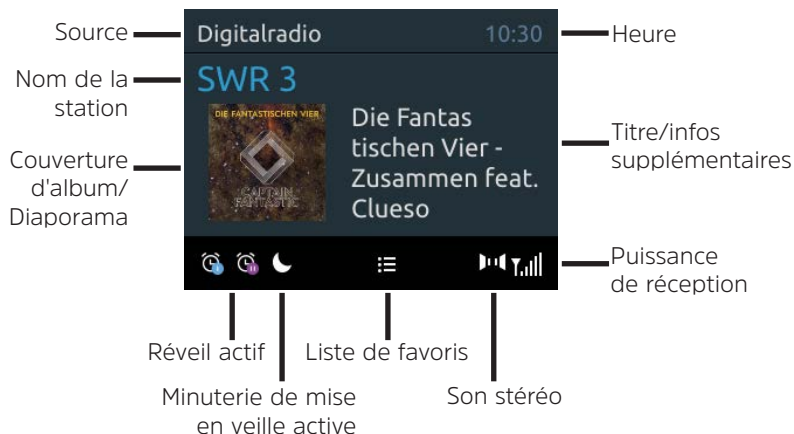 Source
Digitalradio
10:30
Heure
Nom de la
station
SWR 3
Couverture
d'album/
Diaporama
DIE FANTASTISCHEN VIER
CAPTAIN
FANTASTIC
Die Fantas
tischen Vier -
Zusammen feat.
Clueso
Titre/infos
supplémentaires
Puissance
de réception
Réveil actif
Liste de favoris
Minuterie de mise
en veille active
Son stéréo